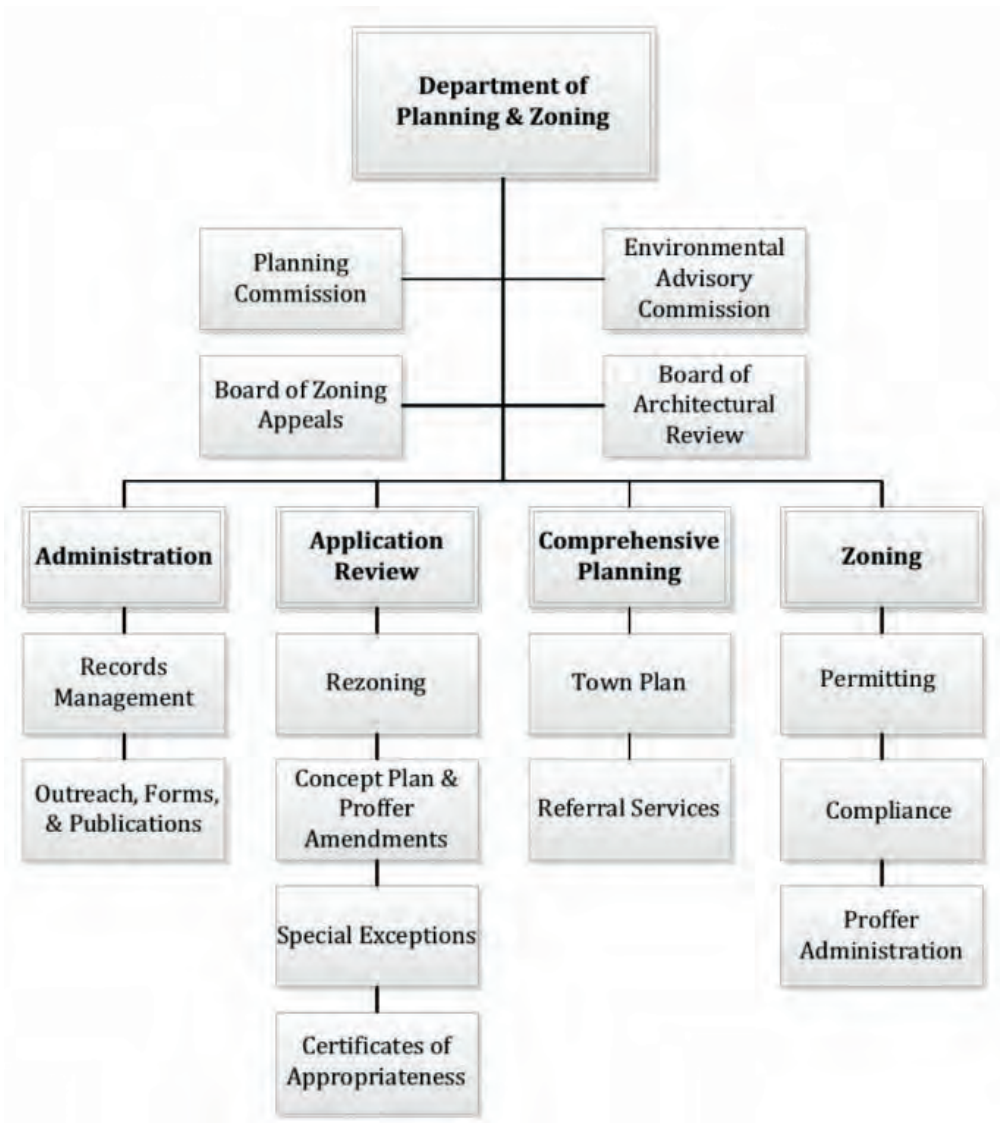 Department of
Planning & Zoning
Planning
Commission
Environmental
Advisory
Commission
Board of Zoning
Appeals
Board of
Architectural
Review
Administration
Records
Management
Outreach, Forms,
& Publications
Application
Review
Rezoning
Concept Plan &
Proffer
Amendments
Special Exceptions
Certificates of
Appropriateness
Comprehensive
Planning
Town Plan
Referral Services
Zoning
Permitting
Compliance
Proffer
Administration